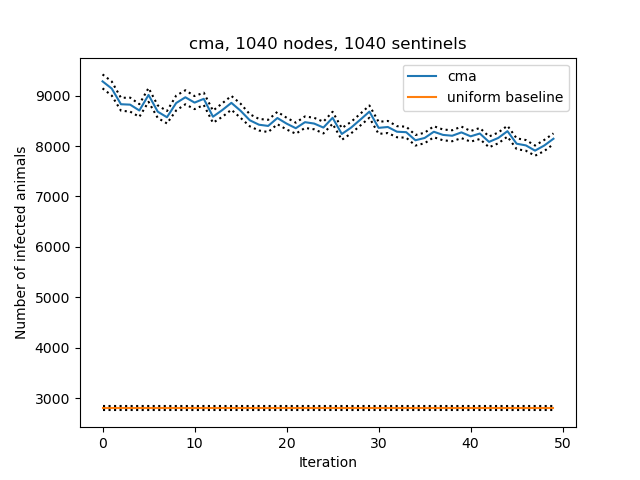 cma, 1040 nodes, 1040 sentinels
cma
uniform baseline
Number of infected animals
9000
8000
7000
6000
5000
4000
3000
0 10 20 30 40 50
Iteration